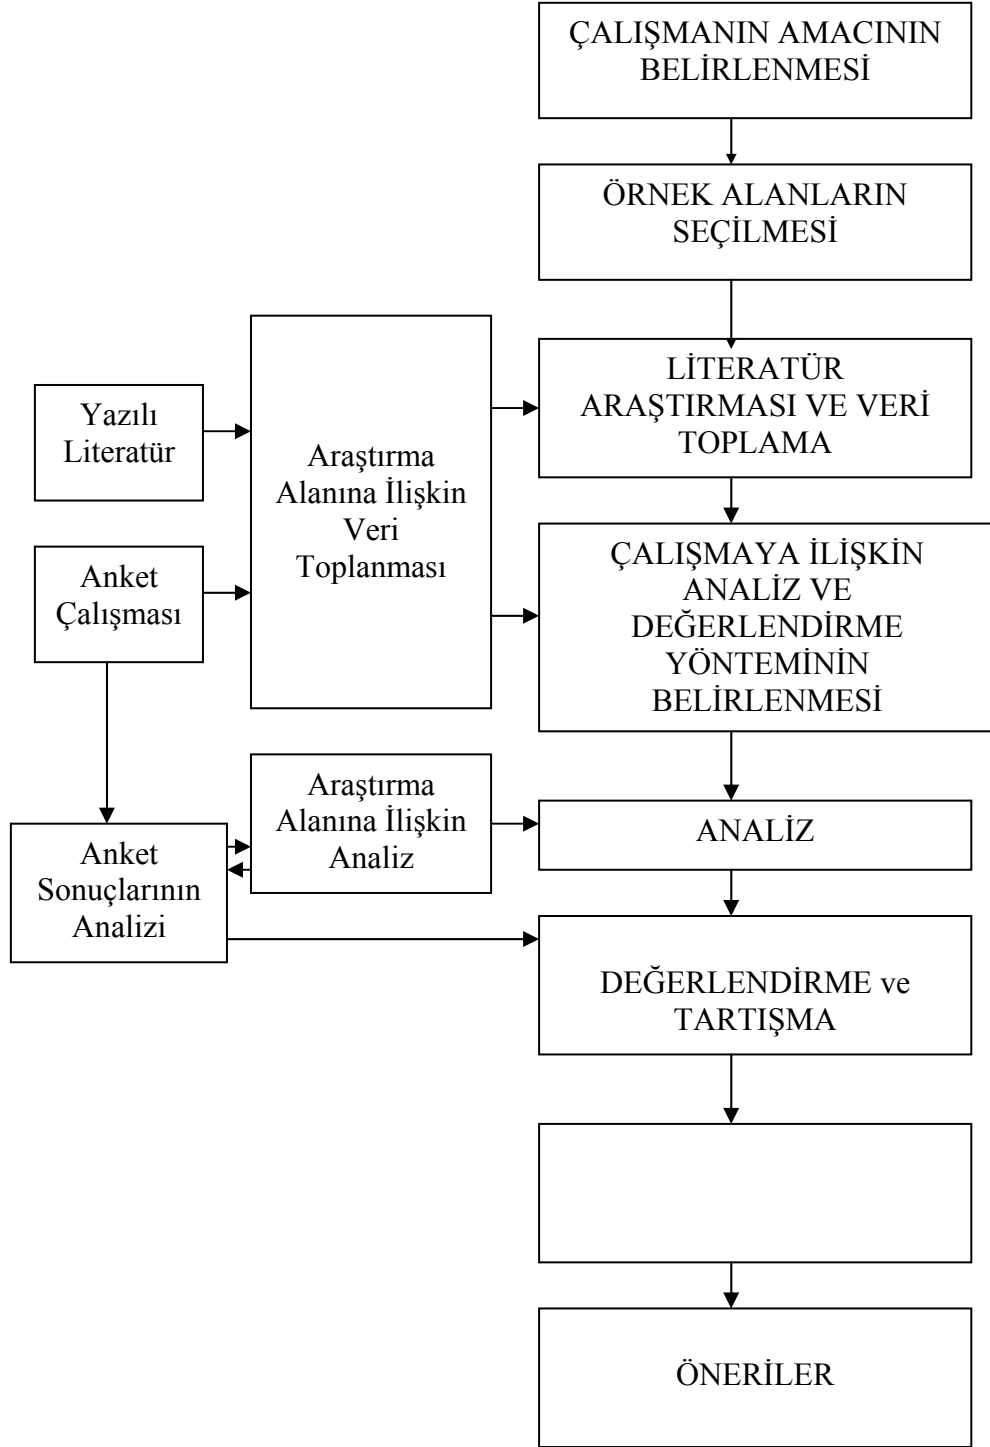 ÇALIŞMANIN AMACININ
BELİRLENMESİ
ÖRNEK ALANLARIN
SEÇİLMESİ
LİTERATÜR
ARAŞTIRMASI VE VERİ
TOPLAMA
Yazılı
Literatür
Araştırma
Alanına İlişkin
Veri
Toplanması
Anket
Çalışması
ÇALIŞMAYA İLİŞKİN
ANALİZ VE
DEĞERLENDİRME
YÖNTEMİNİN
BELİRLENMESİ
Araştırma
Alanına İlişkin
Analiz
ANALİZ
Anket
Sonuçlarının
Analizi
DEĞERLENDİRME ve
TARTIŞMA
ÖNERİLER